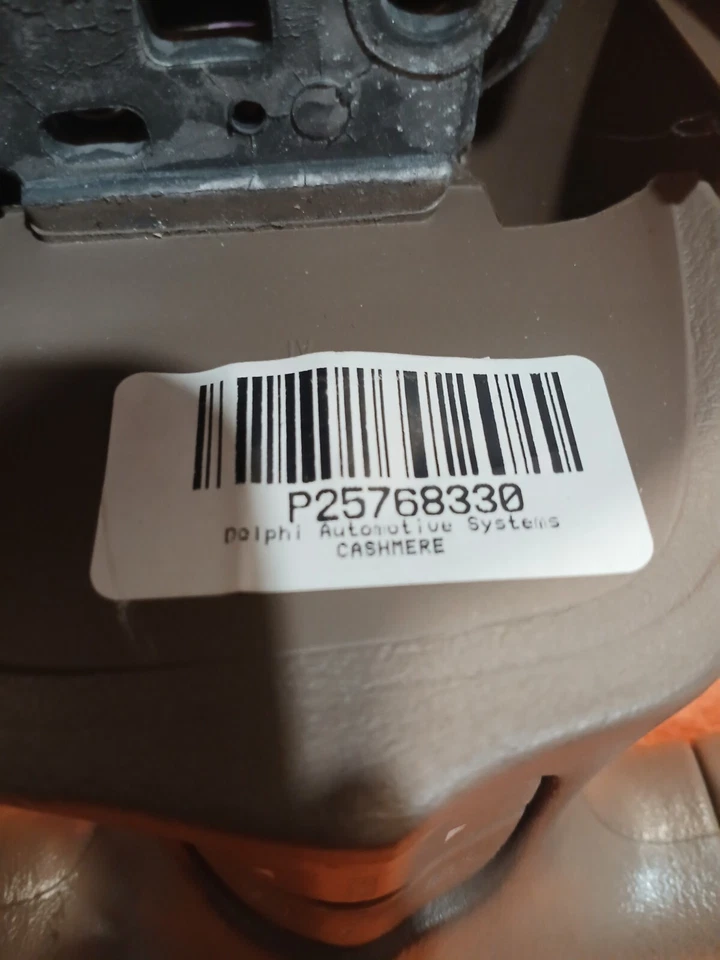 P25768330
Delphi Automotive Systems
CASHMERE